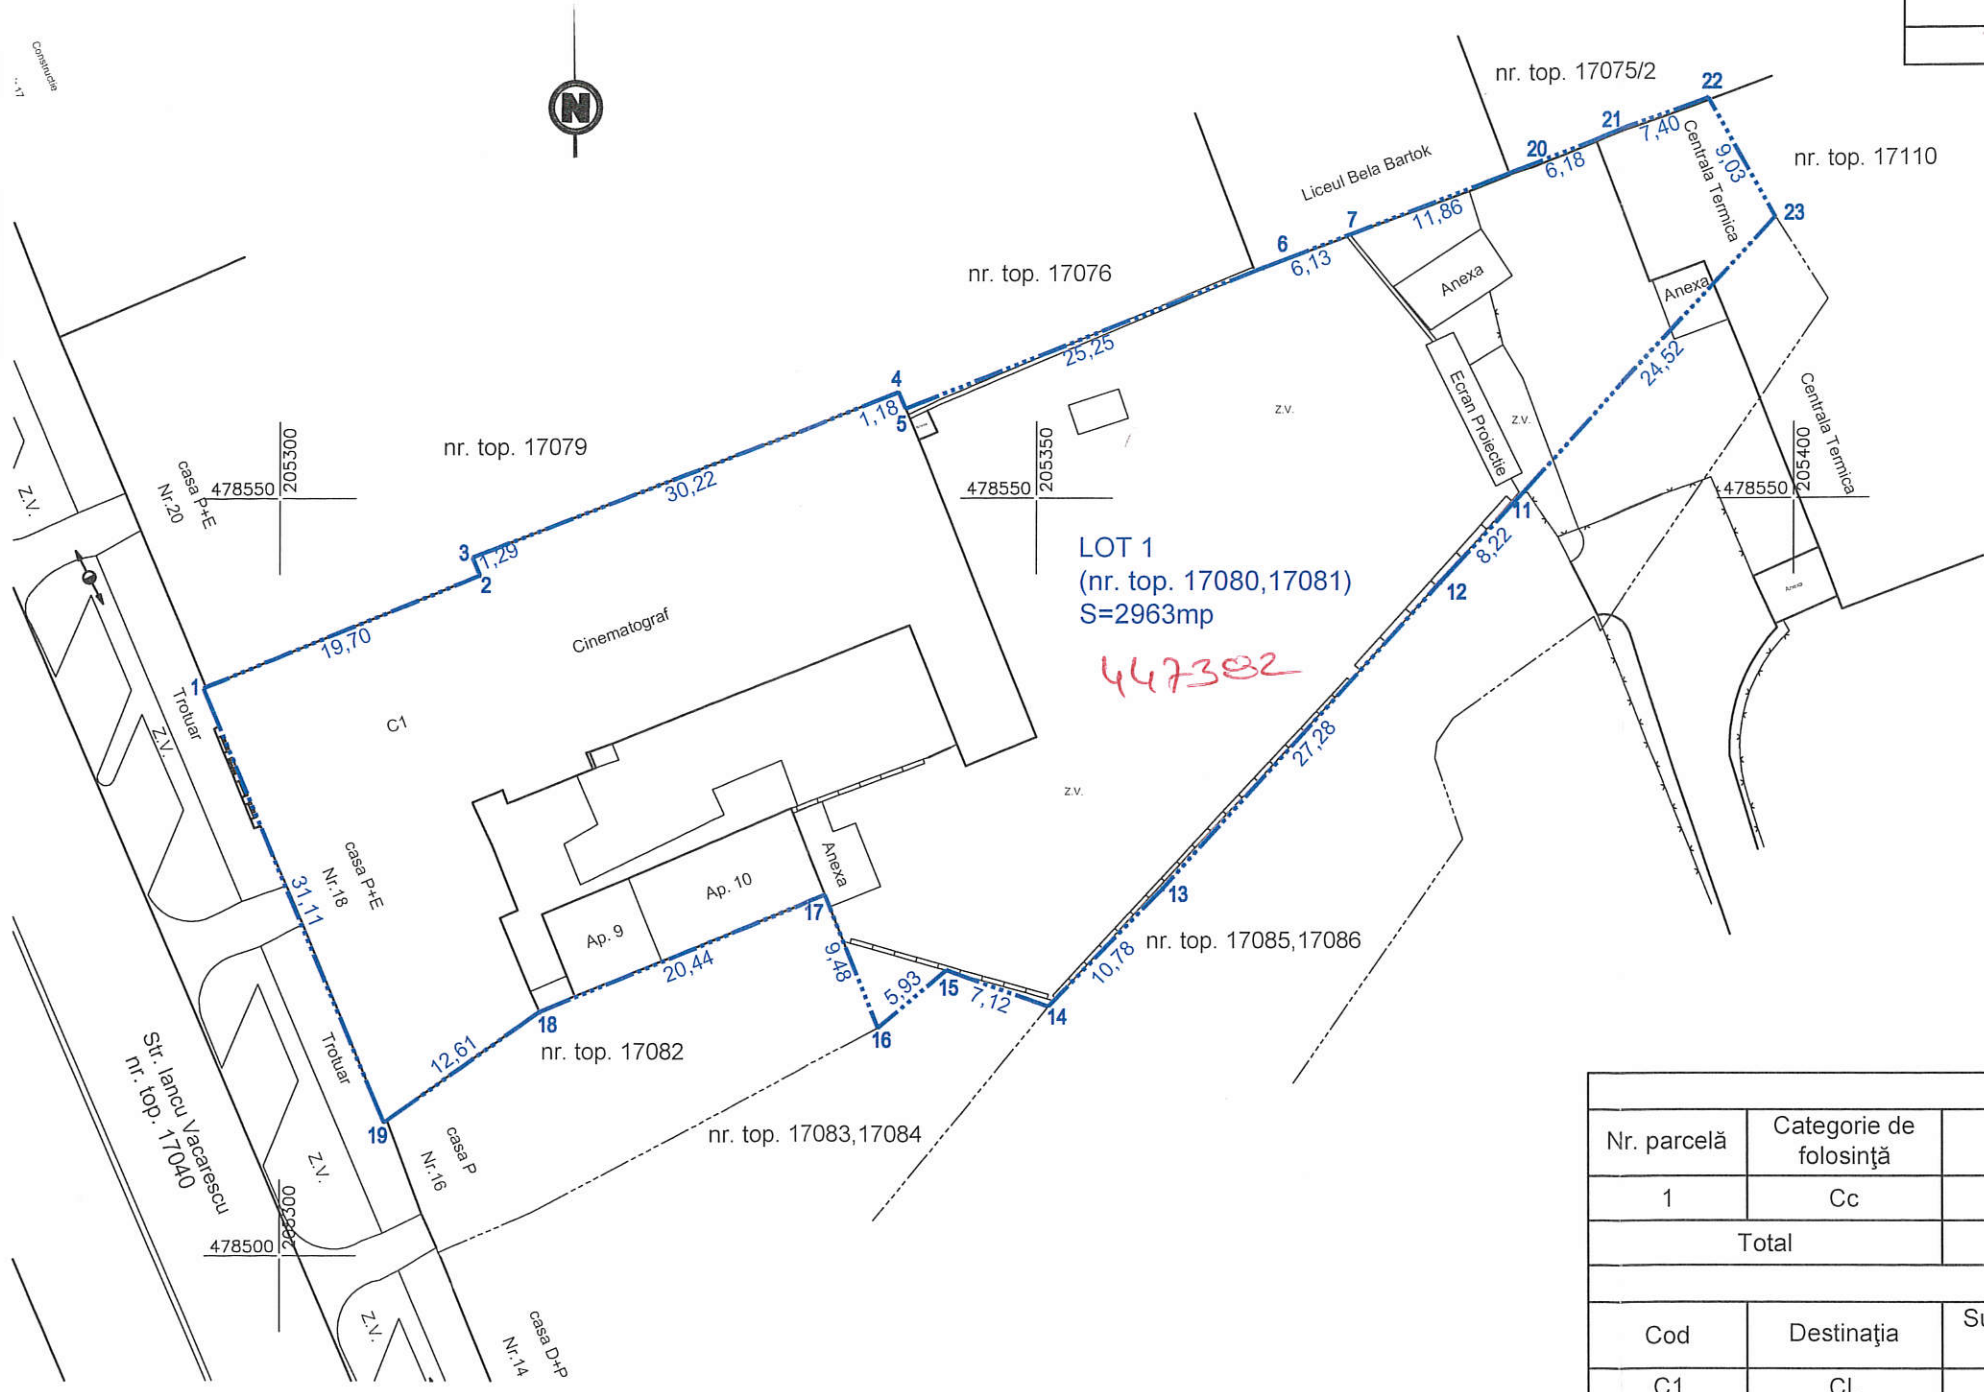 Constructie
N
nr. top. 17075/2
22
21
7,40
20
6,18
Centrala Termica
9,03
nr. top. 17110
23
Liceul Bela Bartok
7
11,86
6
6,13
nr. top. 17076
Anexa
Anexa
25,25
24,52
4
1,18
5
z.v.
Ecran Proiectie
z.v.
Centrala Termica
nr. top. 17079
30,22
casa P+E
Nr.20
Z.V.
478550
205300
478550
205350
478550
205400
11
8,22
12
3
1,29
2
LOT 1
(nr. top. 17080,17081)
S=2963mp
447382
Anexa
19,70
Cinematograf
1
Trotuar
Z.V.
C1
27,28
z.v.
casa P+E
Nr.18
31,11
Anexa
Ap. 10
Ap. 9
17
20,44
9,48
13
nr. top. 17085,17086
10,78
15
5,93
7,12
14
16
18
12,61
nr. top. 17082
19
Trotuar
Str. Iancu Vacarescu
nr. top. 17040
Z.V.
nr. top. 17083,17084
casa P
Nr.16
478500
205300
Z.V.
casa D+P
Nr.14
Nr. parcelă
Categorie de
folosinţă
1
Cc
Total
Cod
Destinaţia
Su
C1
CI